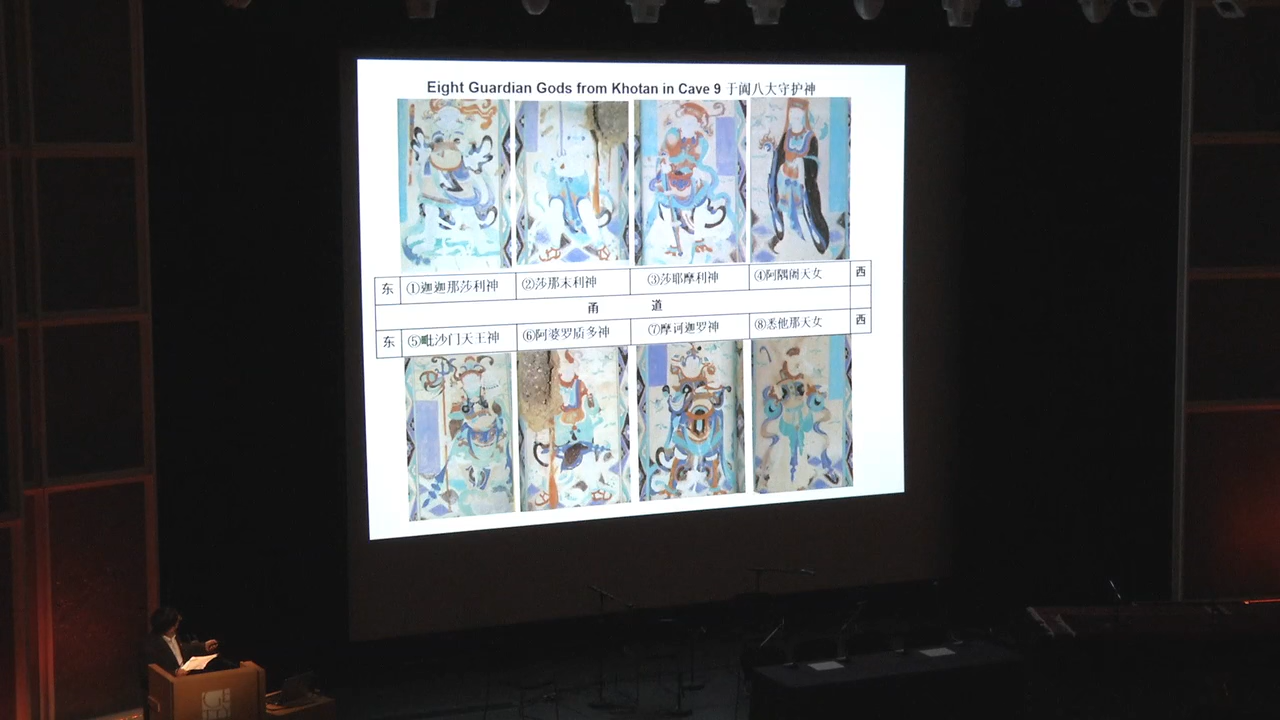 Eight Guardian Gods from Khotan in Cave 9 于阗八大守护神
东 ①迦迦那莎利神 ②莎那末利神 ③莎耶摩利神 ④阿隅阇天女 西
甬 道
东 ⑤毗沙门天王神 ⑥阿婆罗质多神 ⑦摩诃迦罗神 ⑧悉他那天女 西